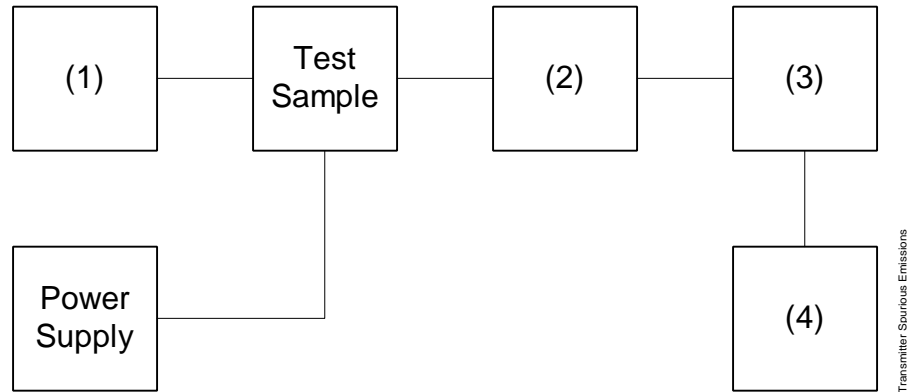 (1)
Test
Sample
(2)
(3)
Power
Supply
(4)
Transmitter Spurious Emissions